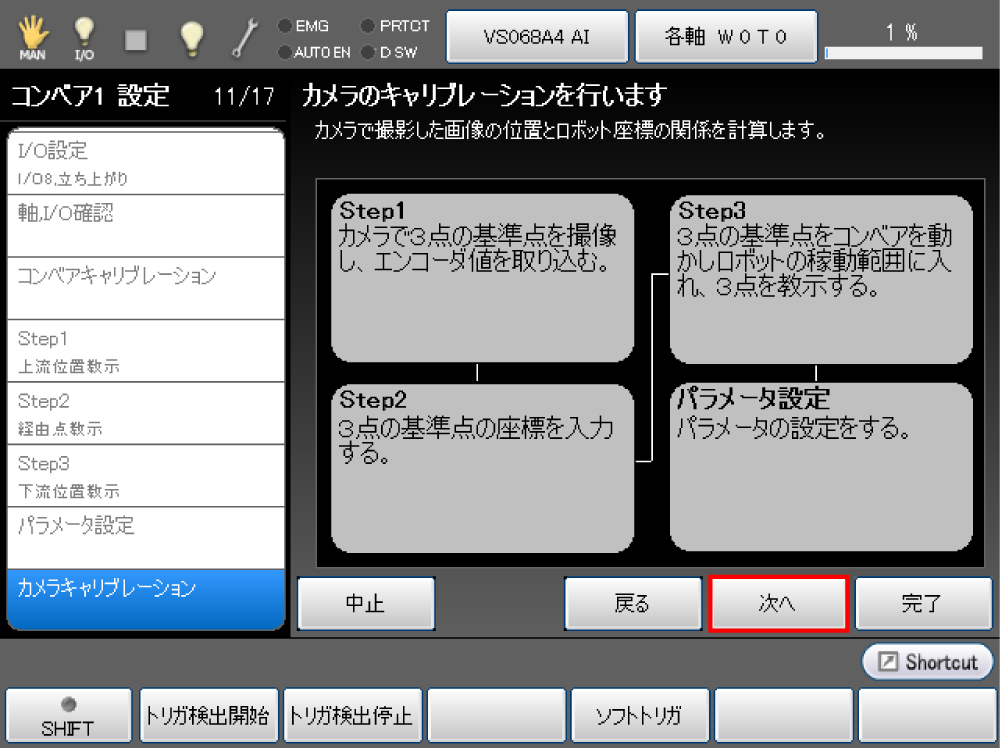 MAN
I/O
EMG
PRTCT
AUTO EN
D SW
VS068A4 AI
各軸 W0T0
1 %
コンベア1 設定 11/17
カメラのキャリブレーションを行います
カメラで撮影した画像の位置とロボット座標の関係を計算します。
I/O設定
I/O8,立ち上がり
軸,I/O確認
コンベアキャリブレーション
Step1
上流位置教示
Step2
経由点教示
Step3
下流位置教示
パラメータ設定
カメラキャリブレーション
Step1
カメラで３点の基準点を撮像
し、エンコーダ値を取り込む。
Step2
３点の基準点の座標を入力
する。
Step3
３点の基準点をコンベアを動
かしロボットの稼動範囲に入
れ、３点を教示する。
パラメータ設定
パラメータの設定をする。
中止
戻る
次へ
完了
Shortcut
SHIFT
トリガ検出開始
トリガ検出停止
ソフトトリガ